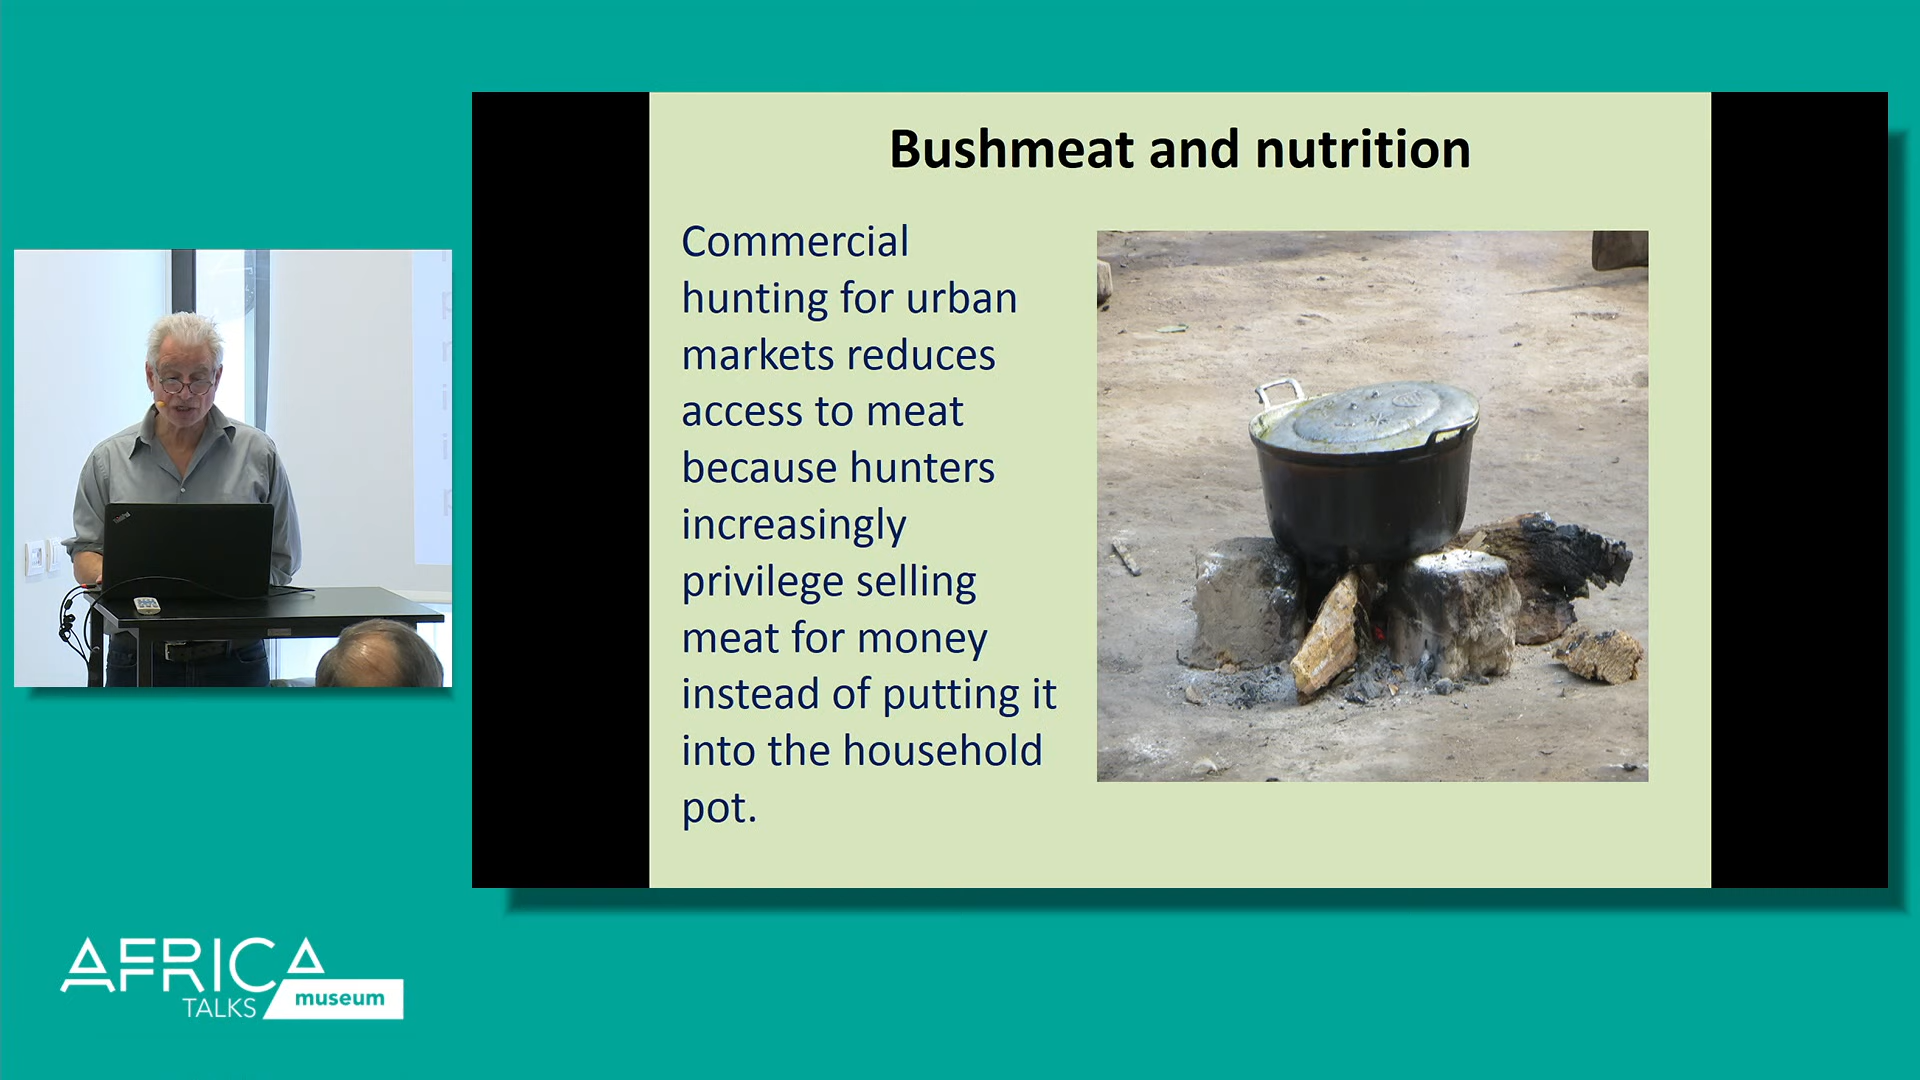 Bushmeat and nutrition
Commercial
hunting for urban
markets reduces
access to meat
because hunters
increasingly
privilege selling
meat for money
instead of putting it
into the household
pot.
AFRICA
TALKS museum